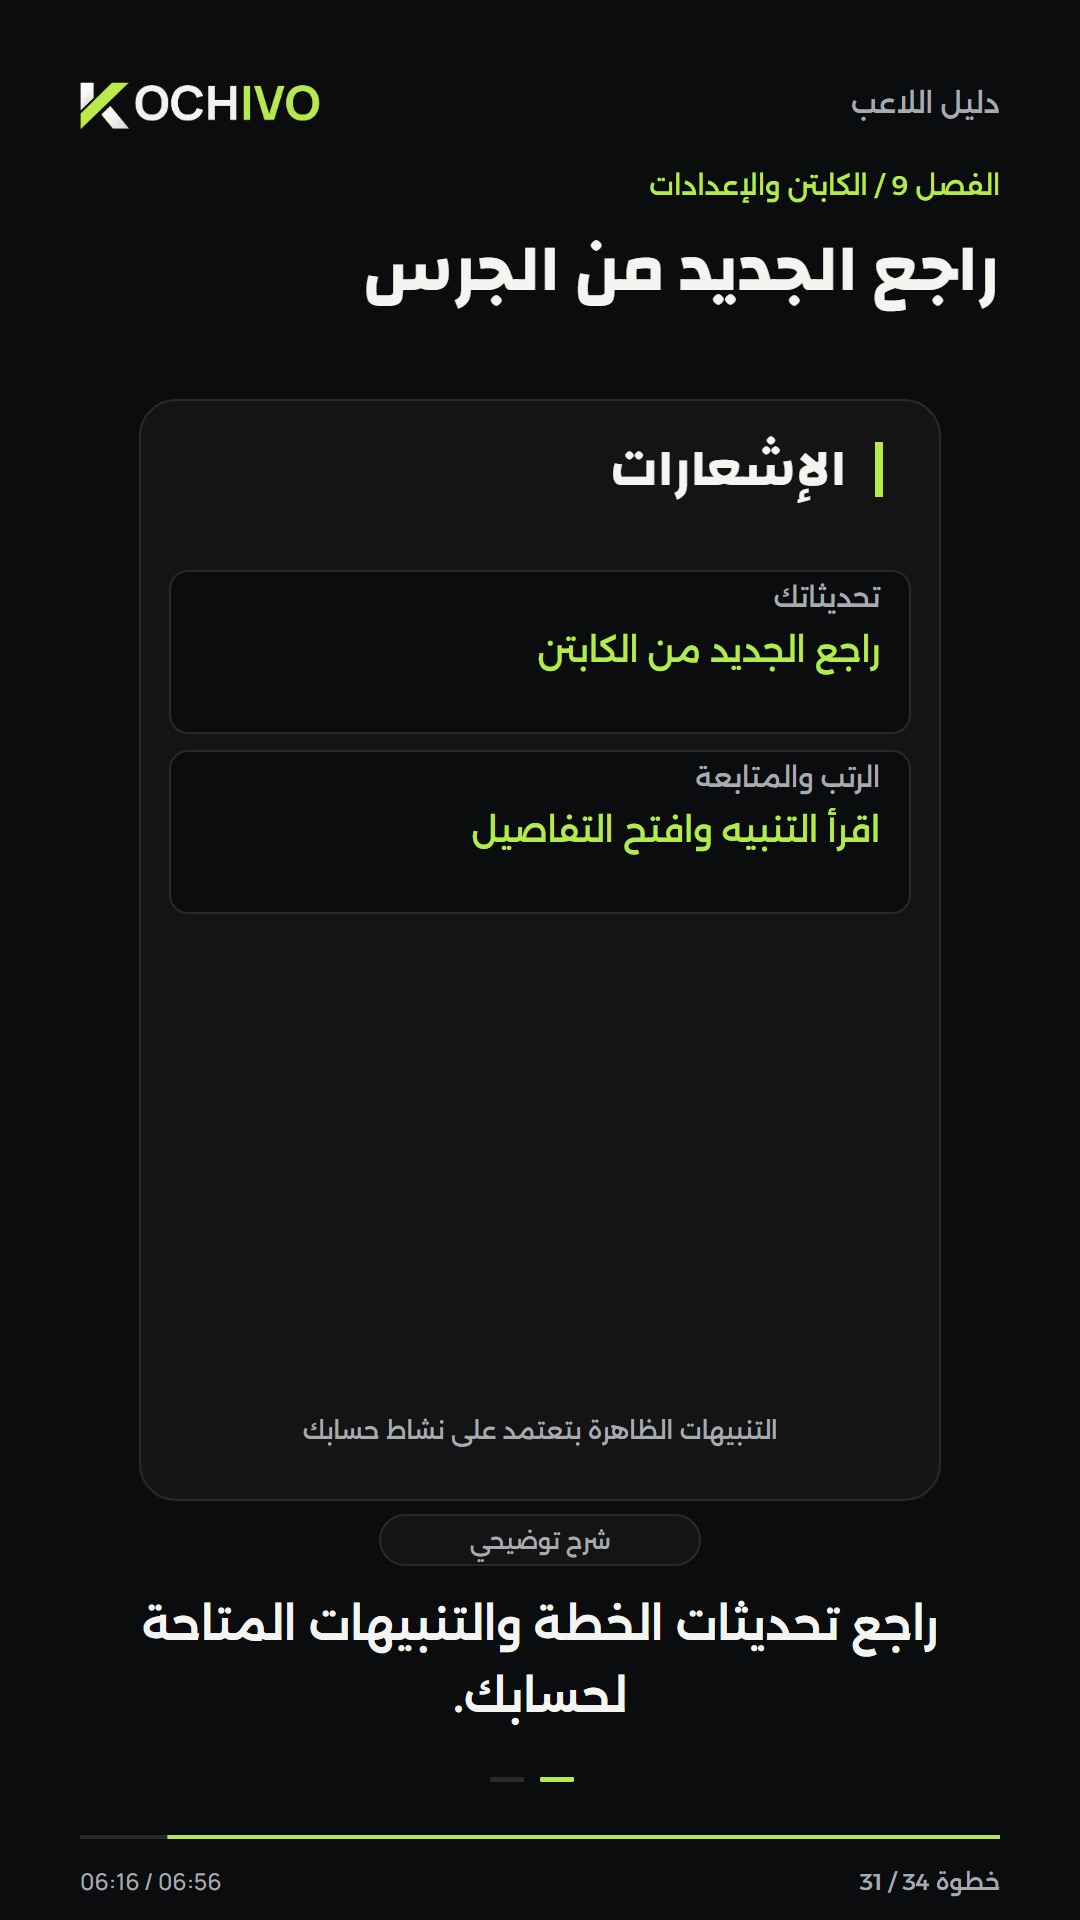 KOCHIVO
دليل اللاعب
الفصل 9 / الكابتن والإعدادات
راجع الجديد من الجرس
الإشعارات
تحديثاتك
راجع الجديد من الكابتن
الرتب والمتابعة
اقرأ التنبيه وافتح التفاصيل
التنبيهات الظاهرة بتعتمد على نشاط حسابك
شرح توضيحي
راجع تحديثات الخطة والتنبيهات المتاحة
لحسابك.
خطوة 34 / 31
06:16 / 06:56